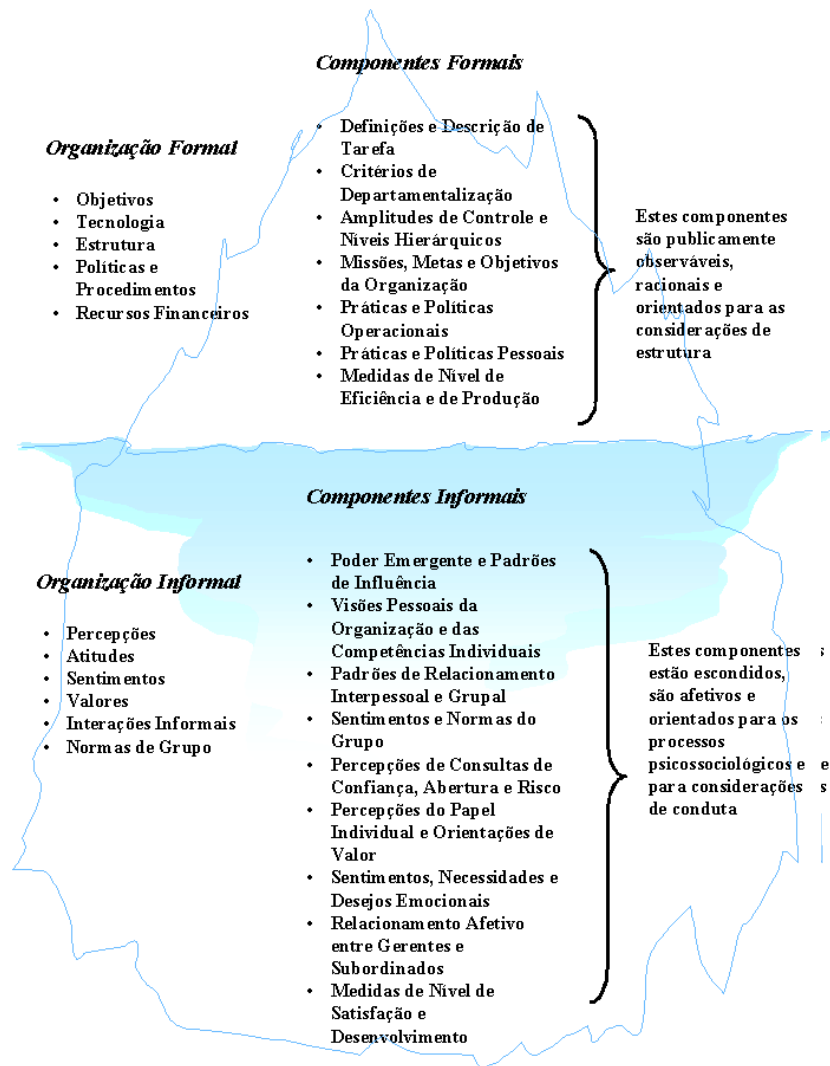 Componentes Formais
Organização Formal
• Objetivos
• Tecnologia
• Estrutura
• Políticas e
Procedimentos
• Recursos Financeiros
• Definições e Descrição de
Tarefa
• Critérios de
Departamentalização
• Amplitudes de Controle e
Níveis Hierárquicos
• Missões, Metas e Objetivos
da Organização
• Práticas e Políticas
Operacionais
• Práticas e Políticas Pessoais
• Medidas de Nível de
Eficiência e de Produção
Estes componentes
são publicamente
observáveis,
racionais e
orientados para as
considerações de
estrutura
Componentes Informais
Organização Informal
• Percepções
• Atitudes
• Sentimentos
• Valores
• Interações Informais
• Normas de Grupo
• Poder Emergente e Padrões
de Influência
• Visões Pessoais da
Organização e das
Competências Individuais
• Padrões de Relacionamento
Interpessoal e Grupal
• Sentimentos e Normas do
Grupo
• Percepções de Consultas de
Confiança, Abertura e Risco
• Percepções do Papel
Individual e Orientações de
Valor
• Sentimentos, Necessidades e
Desejos Emocionais
• Relacionamento Afetivo
entre Gerentes e
Subordinados
• Medidas de Nível de
Satisfação e
Desenvolvimento
Estes componentes
estão escondidos,
são afetivos e
orientados para os
processos
psicossociológicos e
para considerações
de conduta